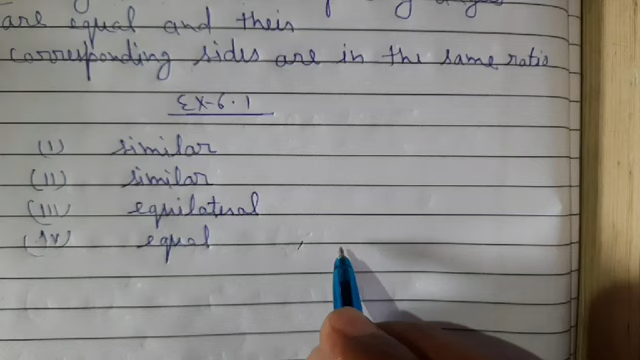 are equal and their
corresponding sides are in the same ratio
Ex-6.1
(i) similar
(ii) similar
(iii) equilateral
(iv) equal ,